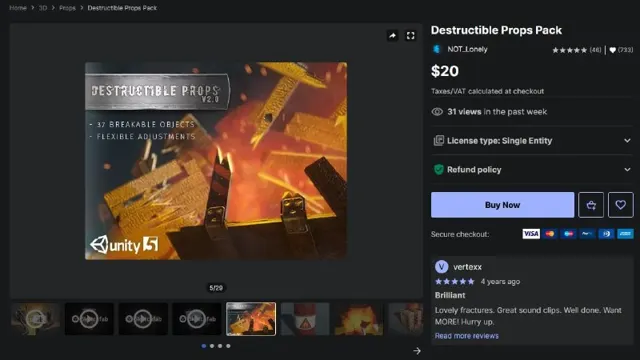 Home > 3D > Props > Destructible Props Pack
DESTRUCTIBLE PROPS
V2.0
- 37 BREAKABLE OBJECTS
- FLEXIBLE ADJUSTMENTS
unity 5
5/20
Destructible Props Pack
NOT_Lonely
(46) | (733)
$20
Taxes/VAT calculated at checkout
31 views in the past week
License type: Single Entity
Refund policy
Buy Now
Secure checkout:
VISA
V vertexx
4 years ago
Brilliant
Lovely fractures. Great sound clips. Well done. Want
MORE! Hurry up.
Read more reviews